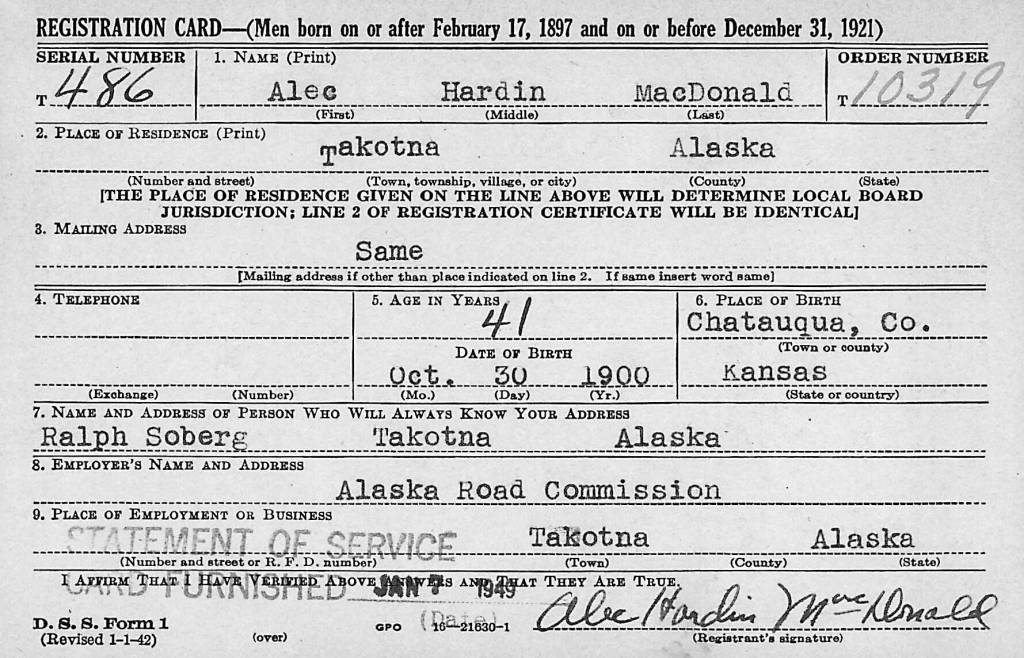 REGISTRATION CARD—(Men born on or after February 17, 1897 and on or before December 31, 1921)
SERIAL NUMBER 1. NAME (Print) ORDER NUMBER
T 486 Alec Hardin MacDonald T 10319
(First) (Middle) (Last)
2. PLACE OF RESIDENCE (Print)
Takotna Alaska
(Number and street) (Town, township, village, or city) (County) (State)
[THE PLACE OF RESIDENCE GIVEN ON THE LINE ABOVE WILL DETERMINE LOCAL BOARD
JURISDICTION; LINE 2 OF REGISTRATION CERTIFICATE WILL BE IDENTICAL]
3. MAILING ADDRESS
Same
[Mailing address if other than place indicated on line 2. If same insert word same]
4. TELEPHONE 5. AGE IN YEARS 6. PLACE OF BIRTH
41 Chatauqua, Co.
DATE OF BIRTH (Town or county)
Oct. 30 1900 Kansas
(Exchange) (Number) (Mo.) (Day) (Yr.) (State or country)
7. NAME AND ADDRESS OF PERSON WHO WILL ALWAYS KNOW YOUR ADDRESS
Ralph Soberg Takotna Alaska
8. EMPLOYER'S NAME AND ADDRESS
Alaska Road Commission
9. PLACE OF EMPLOYMENT OR BUSINESS
STATEMENT OF SERVICE Takotna Alaska
(Number and street or R. F. D. number) (Town) (County) (State)
I AFFIRM THAT I HAVE VERIFIED ABOVE ANSWERS AND THAT THEY ARE TRUE.
CARD FURNISHED JAN 7 1949
Alec Hardin MacDonald
D. S. S. Form 1 GPO (Date) 16—21630-1
(Revised 1-1-42) (over) (Registrant's signature)